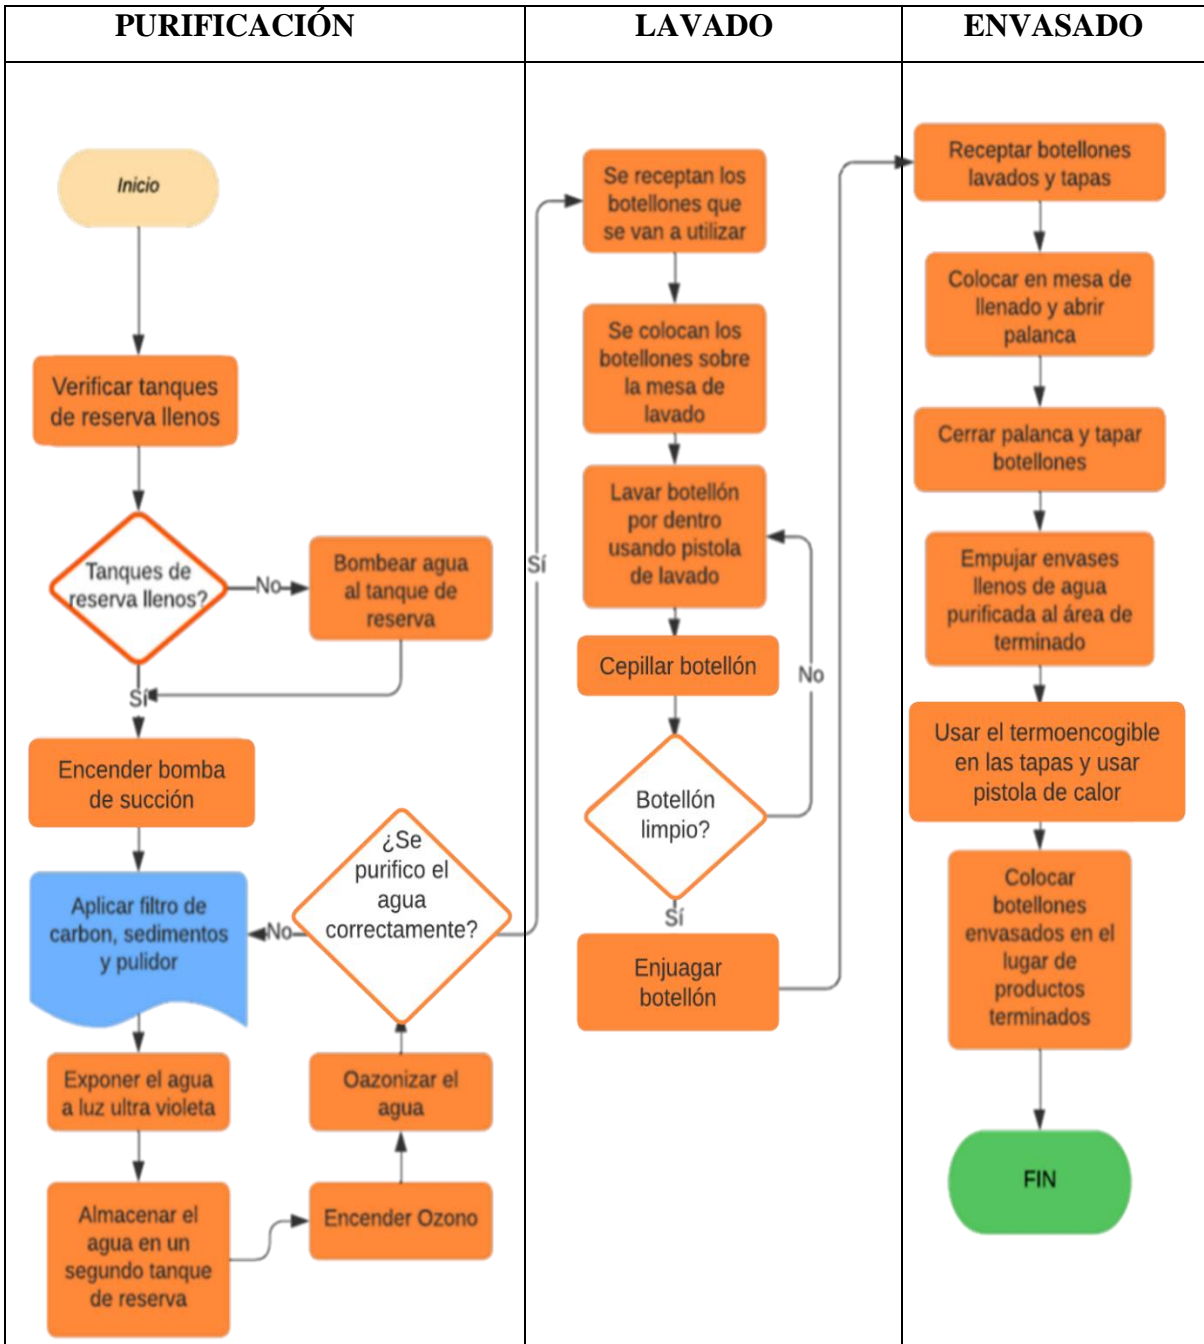 PURIFICACIÓN
LAVADO
ENVASADO
Inicio
Verificar tanques
de reserva llenos
Tanques de
reserva llenos?
No
Bombear agua
al tanque de
reserva
Sí
Encender bomba
de succión
Aplicar filtro de
carbon, sedimentos
y pulidor
Exponer el agua
a luz ultra violeta
Almacenar el
agua en un
segundo tanque
de reserva
Encender Ozono
Oazonizar el
agua
¿Se
purifico el
agua
correctamente?
No
Sí
Se receptan los
botellones que
se van a utilizar
Se colocan los
botellones sobre
la mesa de
lavado
Lavar botellón
por dentro
usando pistola
de lavado
Cepillar botellón
Botellón
limpio?
No
Sí
Enjuagar
botellón
Receptar botellones
lavados y tapas
Colocar en mesa de
llenado y abrir
palanca
Cerrar palanca y tapar
botellones
Empujar envases
llenos de agua
purificada al área de
terminado
Usar el termoencogible
en las tapas y usar
pistola de calor
Colocar
botellones
envasados en el
lugar de
productos
terminados
FIN